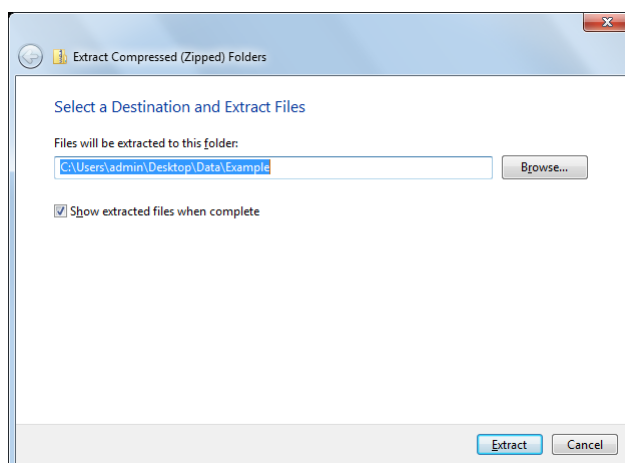 Extract Compressed (Zipped) Folders
Select a Destination and Extract Files
Files will be extracted to this folder:
C:\Users\admin\Desktop\Data\Example
Browse...
Show extracted files when complete
Extract
Cancel